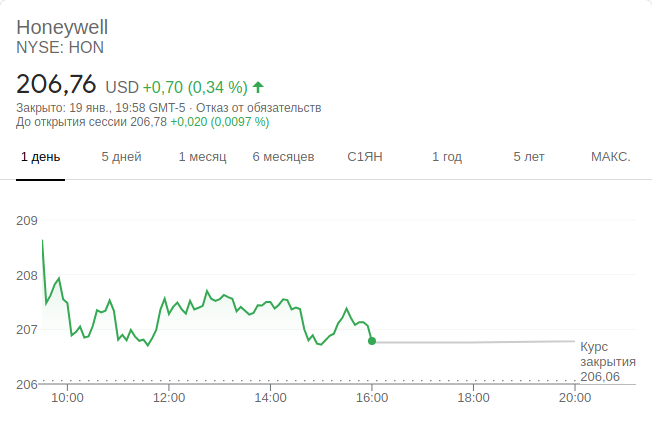 Honeywell
NYSE: HON
206,76 USD +0,70 (0,34 %)
Закрыто: 19 янв., 19:58 GMT-5 · Отказ от обязательств
До открытия сессии 206,78 +0,020 (0,0097 %)
1 день 5 дней 1 месяц 6 месяцев С1ЯН 1 год 5 лет МАКС.
209
208
207
206
Курс
закрытия
206,06
10:00 12:00 14:00 16:00 18:00 20:00